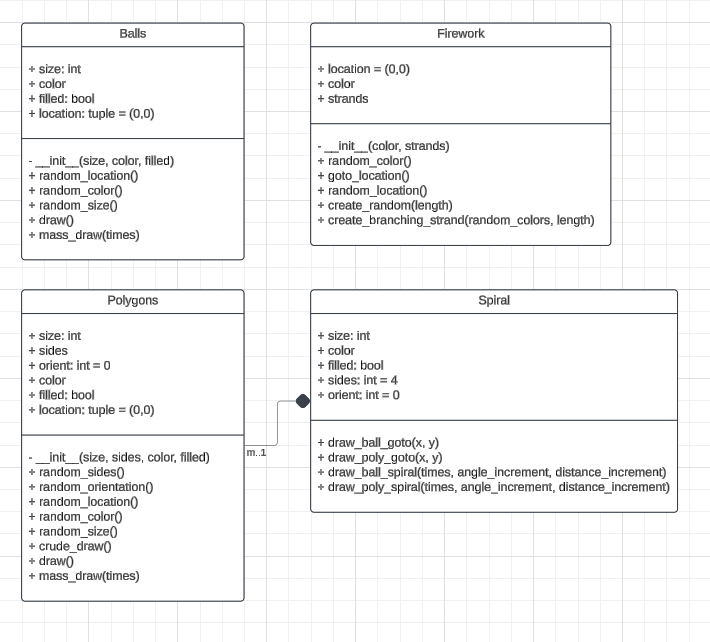 Balls
+ size: int
+ color
+ filled: bool
+ location: tuple = (0,0)
- __init__(size, color, filled)
+ random_location()
+ random_color()
+ random_size()
+ draw()
+ mass_draw(times)
Firework
+ location = (0,0)
+ color
+ strands
- __init__(color, strands)
+ random_color()
+ goto_location()
+ random_location()
+ create_random(length)
+ create_branching_strand(random_colors, length)
Polygons
+ size: int
+ sides
+ orient: int = 0
+ color
+ filled: bool
+ location: tuple = (0,0)
- __init__(size, sides, color, filled)
+ random_sides()
+ random_orientation()
+ random_location()
+ random_color()
+ random_size()
+ crude_draw()
+ draw()
+ mass_draw(times)
m..1
Spiral
+ size: int
+ color
+ filled: bool
+ sides: int = 4
+ orient: int = 0
+ draw_ball_goto(x, y)
+ draw_poly_goto(x, y)
+ draw_ball_spiral(times, angle_increment, distance_increment)
+ draw_poly_spiral(times, angle_increment, distance_increment)